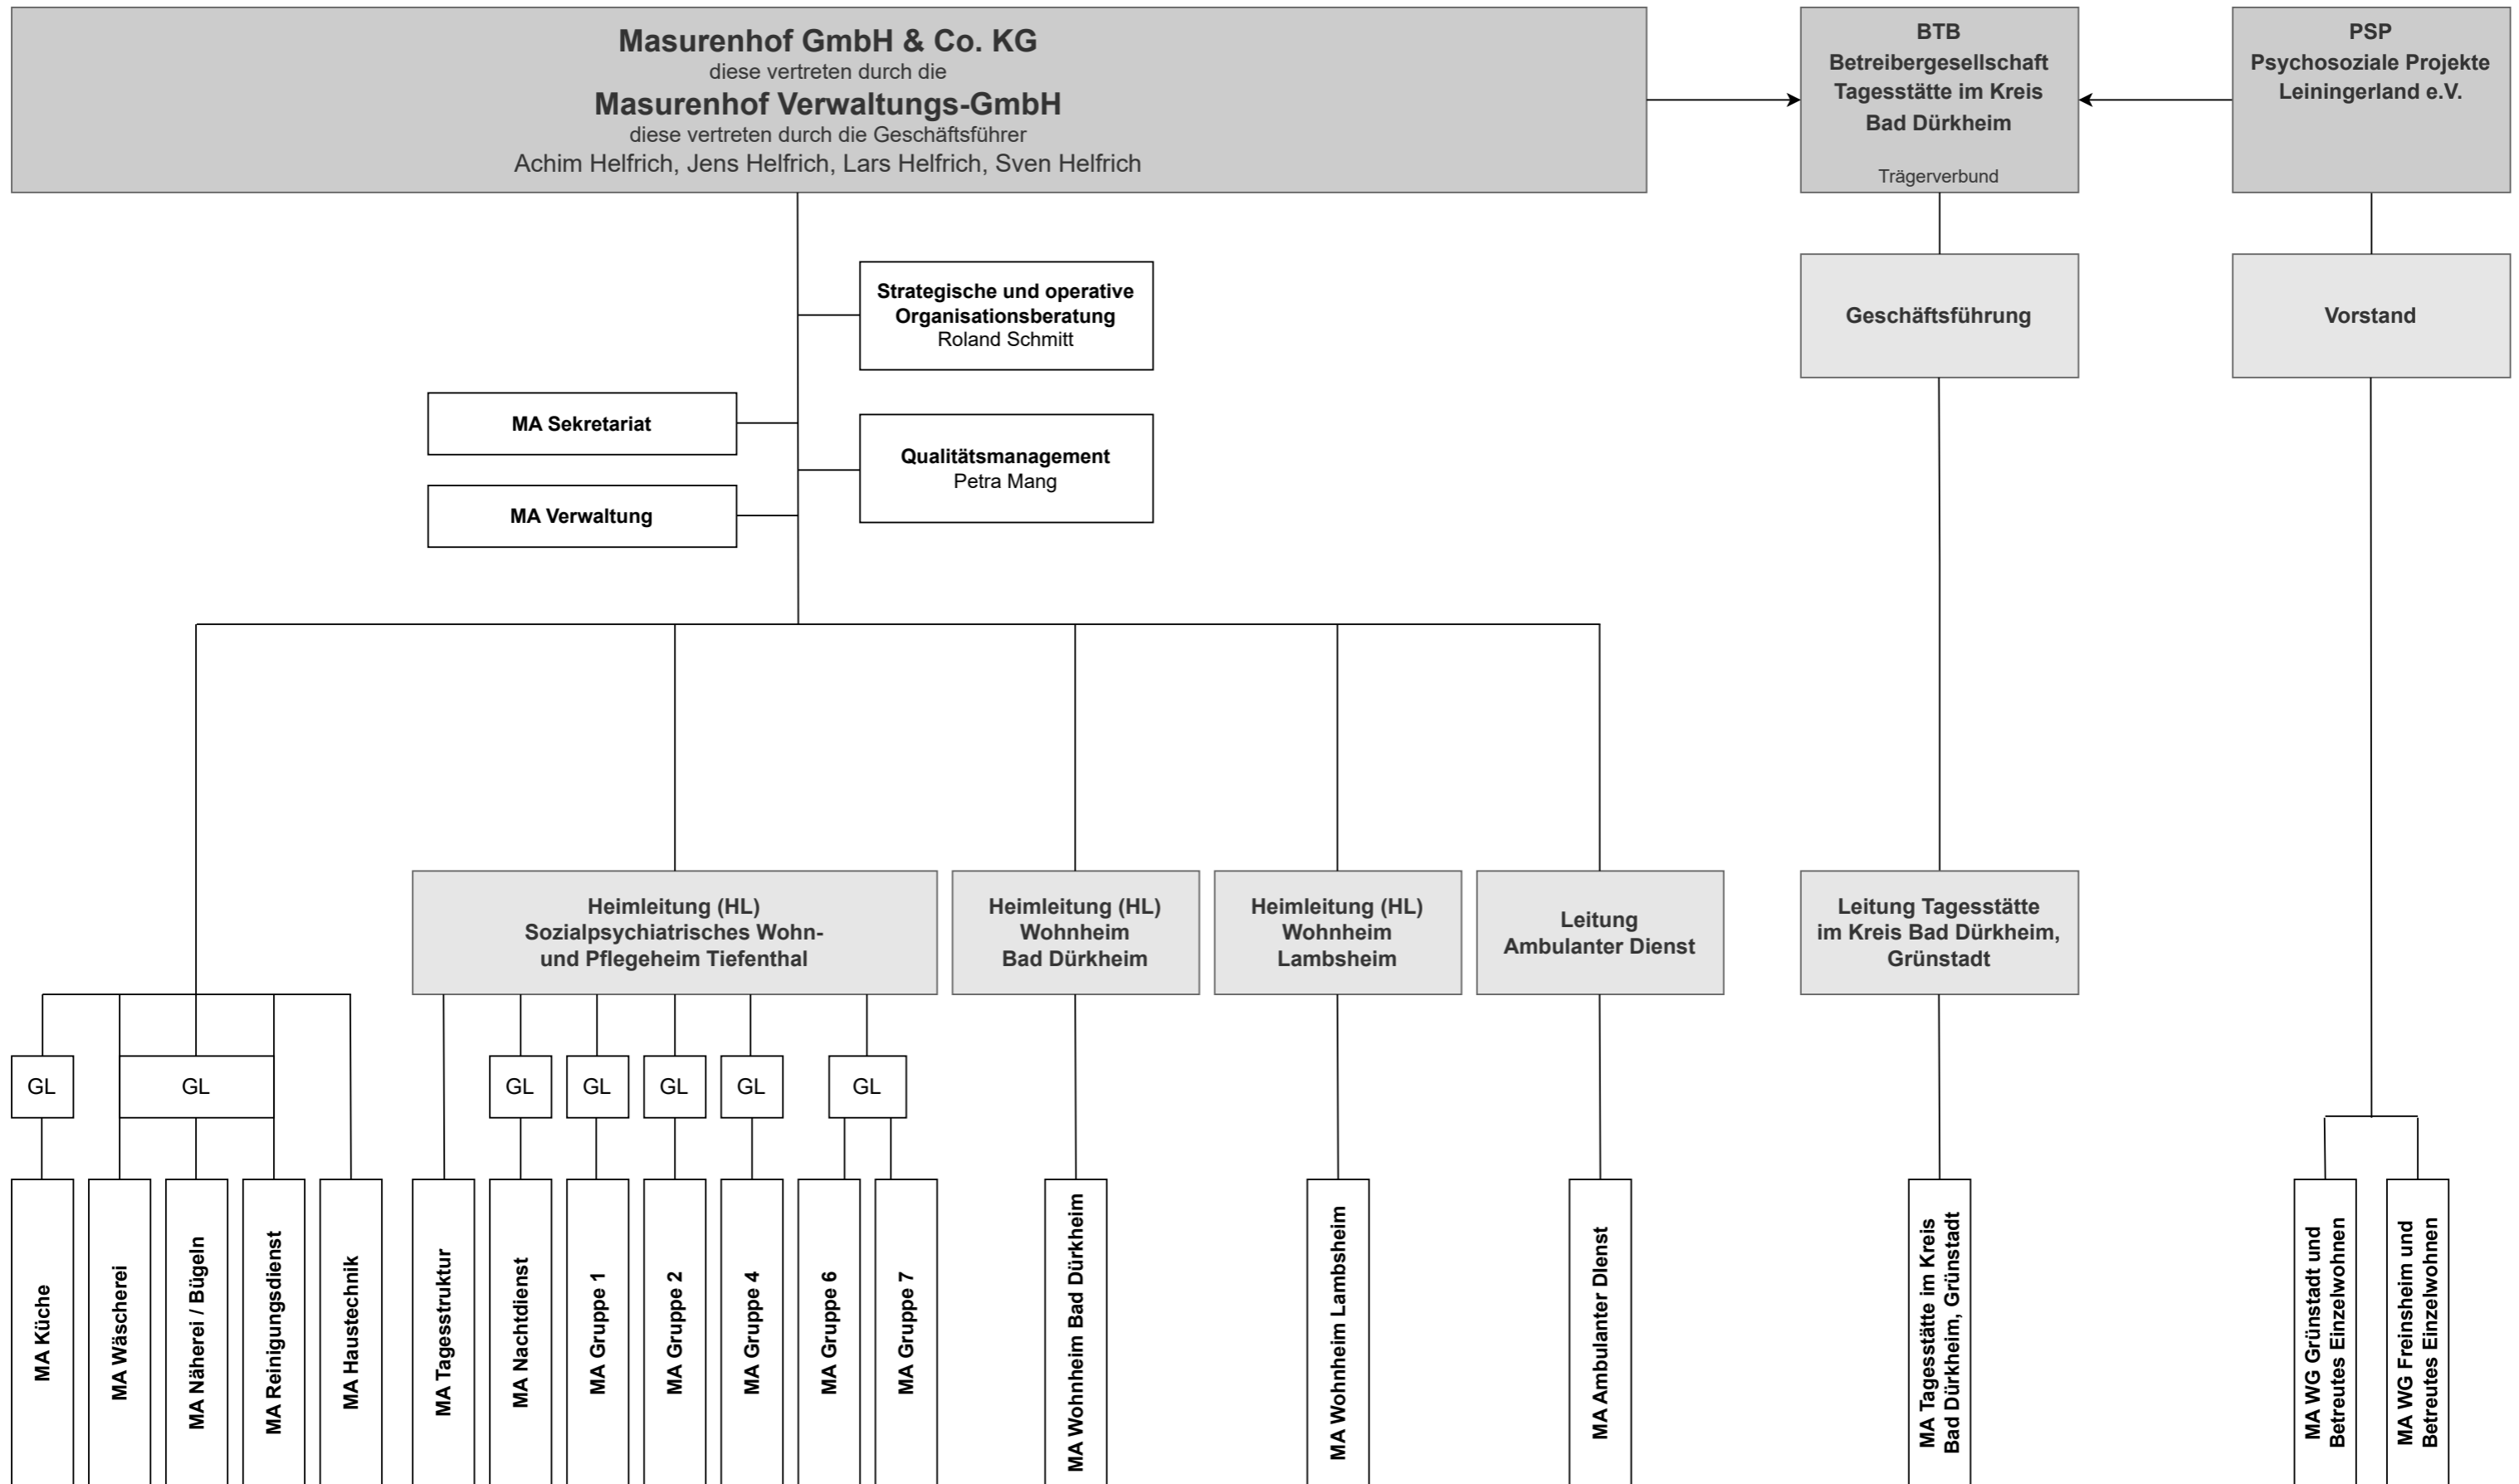 Masurenhof GmbH & Co. KG
diese vertreten durch die
Masurenhof Verwaltungs-GmbH
diese vertreten durch die Geschäftsführer
Achim Helfrich, Jens Helfrich, Lars Helfrich, Sven Helfrich
BTB
Betreibergesellschaft
Tagesstätte im Kreis
Bad Dürkheim
Trägerverbund
PSP
Psychosoziale Projekte
Leiningerland e.V.
Strategische und operative
Organisationsberatung
Roland Schmitt
Geschäftsführung
Vorstand
MA Sekretariat
Qualitätsmanagement
Petra Mang
MA Verwaltung
Heimleitung (HL)
Sozialpsychiatrisches Wohn-
und Pflegeheim Tiefenthal
Heimleitung (HL)
Wohnheim
Bad Dürkheim
Heimleitung (HL)
Wohnheim
Lambsheim
Leitung
Ambulanter Dienst
Leitung Tagesstätte
im Kreis Bad Dürkheim,
Grünstadt
GL
GL
GL
GL
GL
GL
GL
MA Küche
MA Wäscherei
MA Näherei / Bügeln
MA Reinigungsdienst
MA Haustechnik
MA Tagesstruktur
MA Nachtdienst
MA Gruppe 1
MA Gruppe 2
MA Gruppe 4
MA Gruppe 6
MA Gruppe 7
MA Wohnheim Bad Dürkheim
MA Wohnheim Lambsheim
MA Ambulanter DIenst
MA Tagesstätte im Kreis
Bad Dürkheim, Grünstadt
MA WG Grünstadt und
Betreutes Einzelwohnen
MA WG Freinsheim und
Betreutes Einzelwohnen